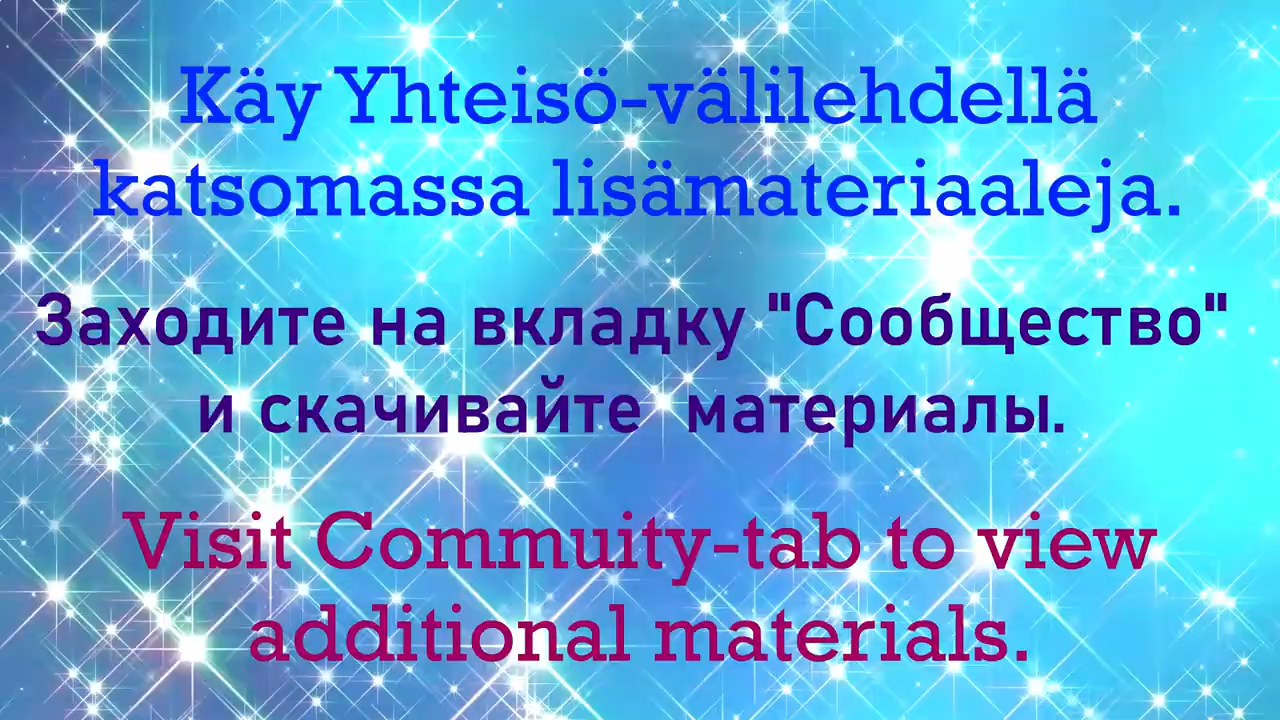 Käy Yhteisö-välilehdellä
katsomassa lisämateriaaleja.
Заходите на вкладку "Сообщество"
и скачивайте материалы.
Visit Commuity-tab to view
additional materials.